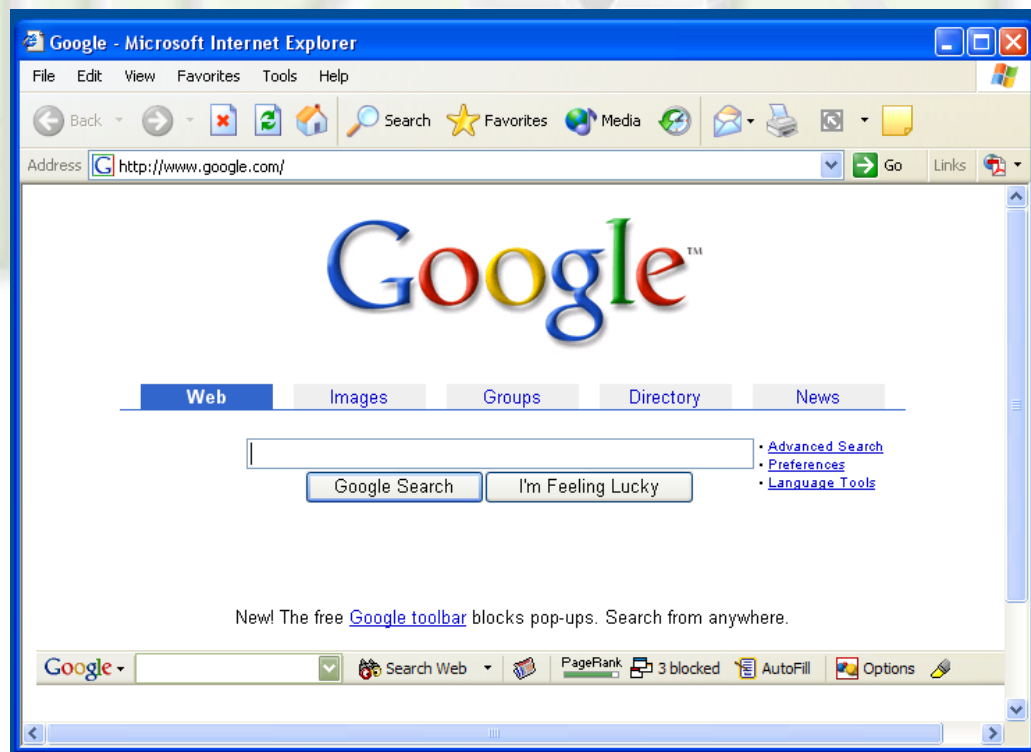 Google - Microsoft Internet Explorer
File Edit View Favorites Tools Help
Back Search Favorites Media
Address http://www.google.com/ Go Links
Google™
Web Images Groups Directory News
• Advanced Search
• Preferences
• Language Tools
Google Search I'm Feeling Lucky
New! The free Google toolbar blocks pop-ups. Search from anywhere.
Google Search Web PageRank 3 blocked AutoFill Options